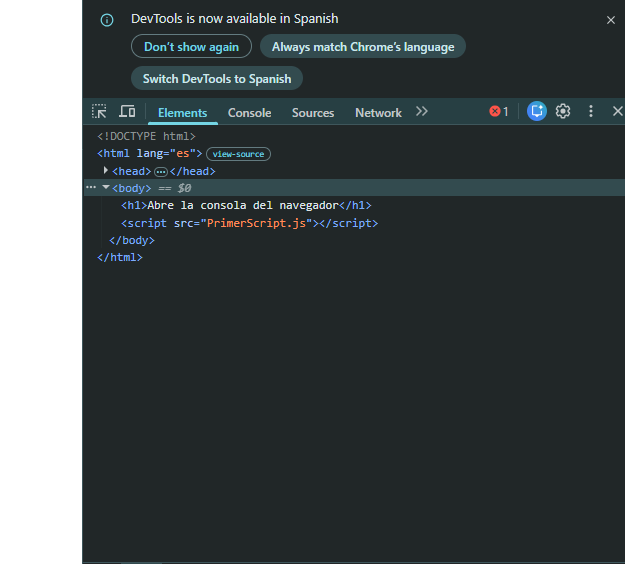 DevTools is now available in Spanish
Don't show again Always match Chrome's language
Switch DevTools to Spanish
Elements Console Sources Network 1
<!DOCTYPE html>
<html lang="es"> view-source
<head> … </head>
… <body> == $0
<h1>Abre la consola del navegador</h1>
<script src="PrimerScript.js"></script>
</body>
</html>